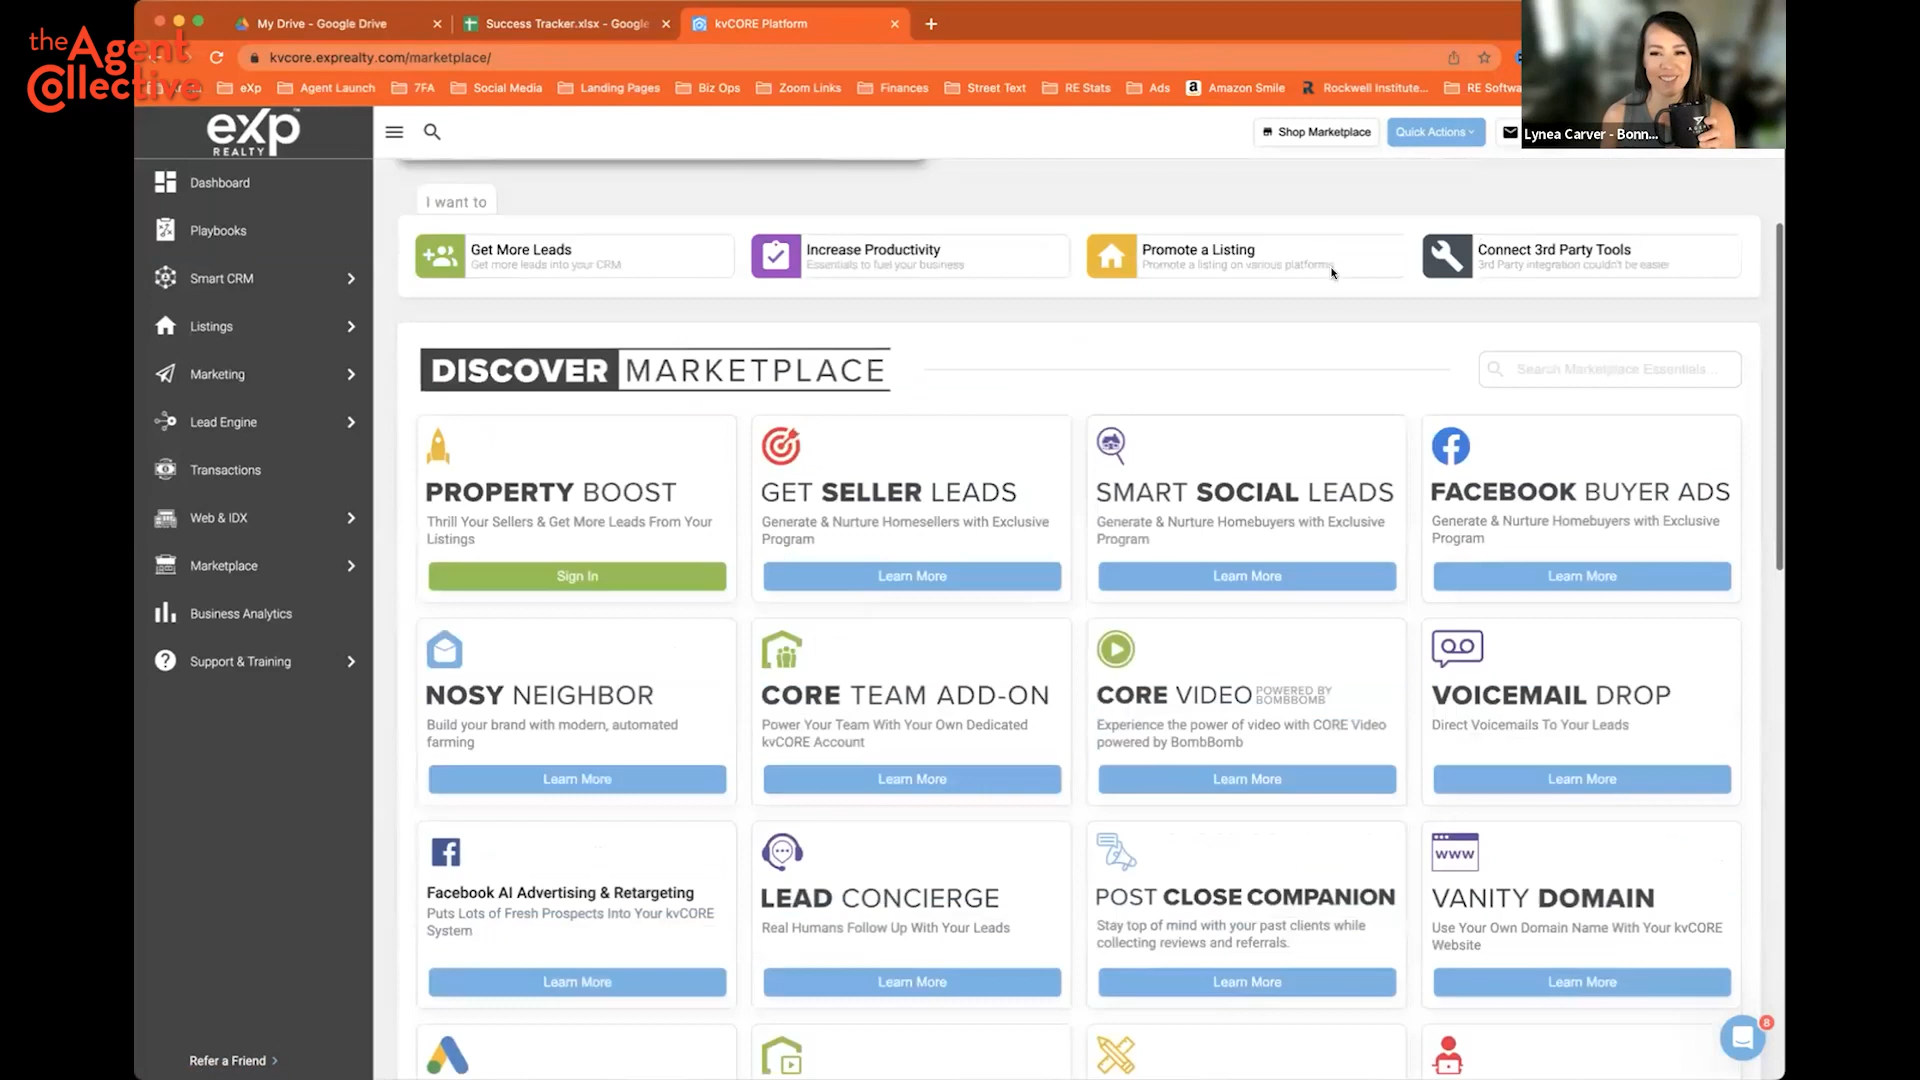 the
Agent
Collective
My Drive - Google Drive
Success Tracker.xlsx - Google
kvCORE Platform
kvcore.exprealty.com/marketplace/
eXp
Agent Launch
7FA
Social Media
Landing Pages
Biz Ops
Zoom Links
Finances
Street Text
RE Stats
Ads
Amazon Smile
Rockwell Institute...
RE Softwa
Lynea Carver - Bonn...
eXp
REALTY
Shop Marketplace
Quick Actions
Dashboard
Playbooks
Smart CRM
Listings
Marketing
Lead Engine
Transactions
Web & IDX
Marketplace
Business Analytics
Support & Training
Refer a Friend
I want to
Get More Leads
Get more leads into your CRM
Increase Productivity
Essentials to fuel your business
Promote a Listing
Promote a listing on various platforms
Connect 3rd Party Tools
3rd Party integration couldn't be easier
DISCOVER MARKETPLACE
Search Marketplace Essentials ...
PROPERTY BOOST
Thrill Your Sellers & Get More Leads From Your
Listings
Sign In
GET SELLER LEADS
Generate & Nurture Homesellers with Exclusive
Program
Learn More
SMART SOCIAL LEADS
Generate & Nurture Homebuyers with Exclusive
Program
Learn More
FACEBOOK BUYER ADS
Generate & Nurture Homebuyers with Exclusive
Program
Learn More
NOSY NEIGHBOR
Build your brand with modern, automated
farming
Learn More
CORE TEAM ADD-ON
Power Your Team With Your Own Dedicated
kvCORE Account
Learn More
CORE VIDEO POWERED BY
BOMBBOMB
Experience the power of video with CORE Video
powered by BombBomb
Learn More
VOICEMAIL DROP
Direct Voicemails To Your Leads
Learn More
Facebook AI Advertising & Retargeting
Puts Lots of Fresh Prospects Into Your kvCORE
System
Learn More
LEAD CONCIERGE
Real Humans Follow Up With Your Leads
Learn More
POST CLOSE COMPANION
Stay top of mind with your past clients while
collecting reviews and referrals.
Learn More
WWW
VANITY DOMAIN
Use Your Own Domain Name With Your kvCORE
Website
Learn More
8